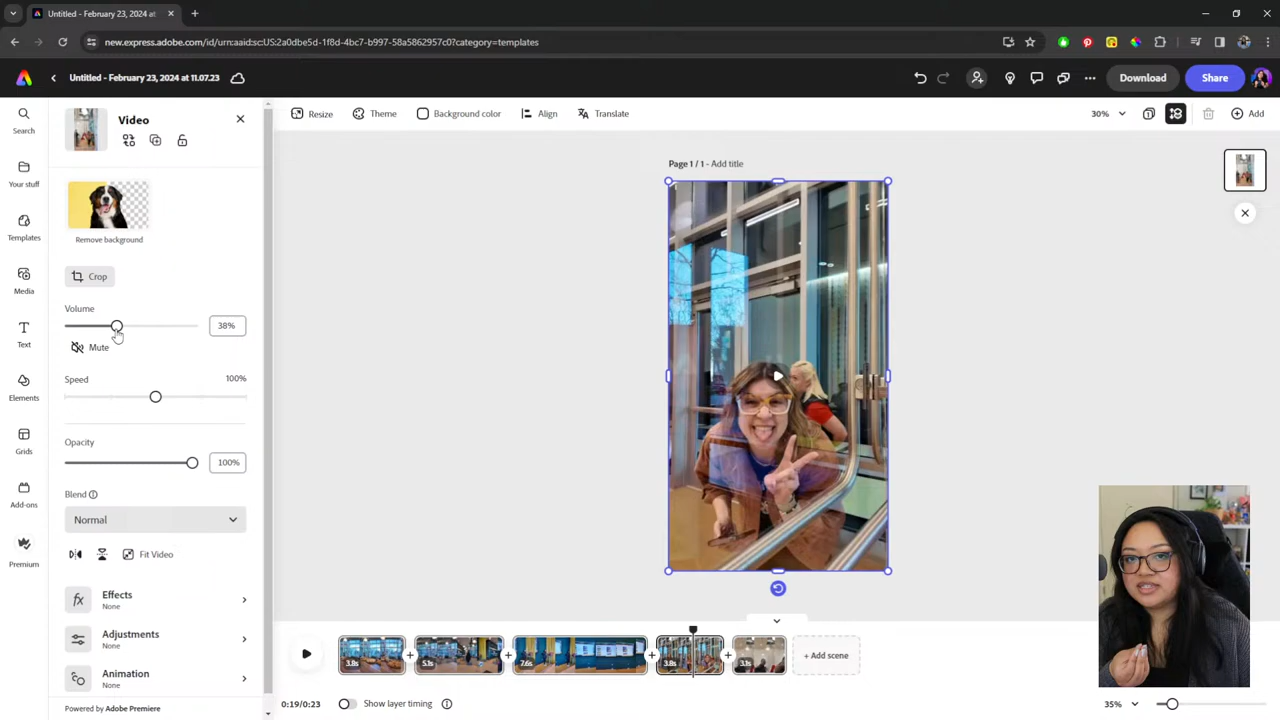 Untitled - February 23, 2024 at
new.express.adobe.com/id/urn:aaid:sc:US:2a0dbe5d-1f8d-4bc7-b997-58a5862957c0?category=templates
Untitled - February 23, 2024 at 11.07.23
Download
Share
Search
Your stuff
Templates
Media
Text
Elements
Grids
Add-ons
Premium
Video
Remove background
Crop
Volume
38%
Mute
Speed
100%
Opacity
100%
Blend
Normal
Fit Video
fx
Effects
None
Adjustments
None
Animation
None
Powered by Adobe Premiere
Resize
Theme
Background color
Align
Translate
30%
Add
Page 1 / 1 - Add title
3.8s
5.1s
7.6s
3.8s
3.1s
+ Add scene
0:19/0:23
Show layer timing
35%